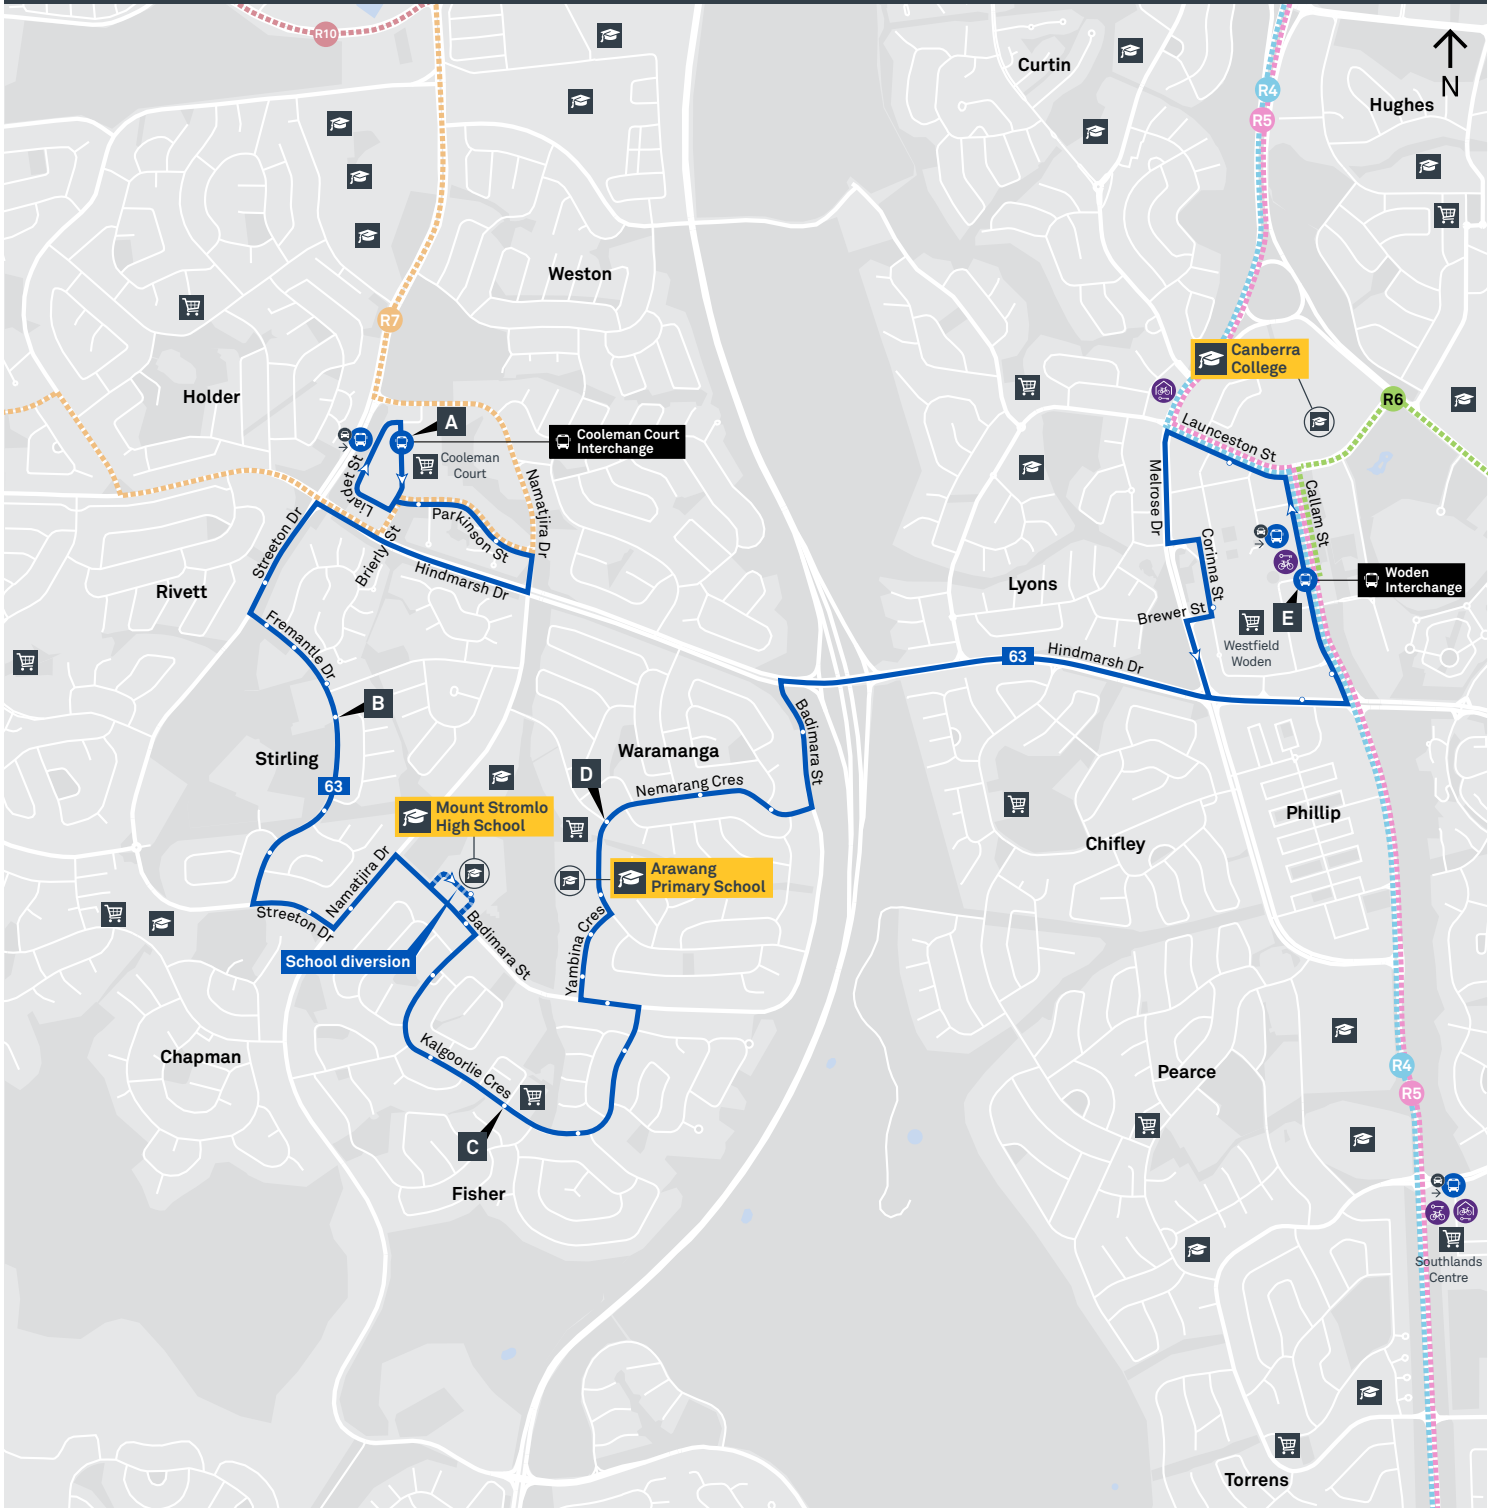 R10
Curtin
N
R4
R5
Hughes
Weston
R7
Holder
Canberra
College
R6
A
Cooleman Court
Interchange
Cooleman
Court
Launceston St
Llarpet St
Namatjira Dr
Parkinson St
Brierly St
Hindmarsh Dr
Streeton Dr
Melrose Dr
Callam St
Corinna St
Woden
Interchange
Rivett
Lyons
Brewer St
E
Westfield
Woden
Fremantle Dr
63
Hindmarsh Dr
B
Badimara St
Stirling
Waramanga
63
D
Nemarang Cres
Mount Stromlo
High School
Phillip
Chifley
Namatjira Dr
Arawang
Primary School
Streeton Dr
Badimara St
Yambina Cres
School diversion
Chapman
Kalgoorlie Cres
R4
Pearce
R5
C
Fisher
Southlands
Centre
Torrens